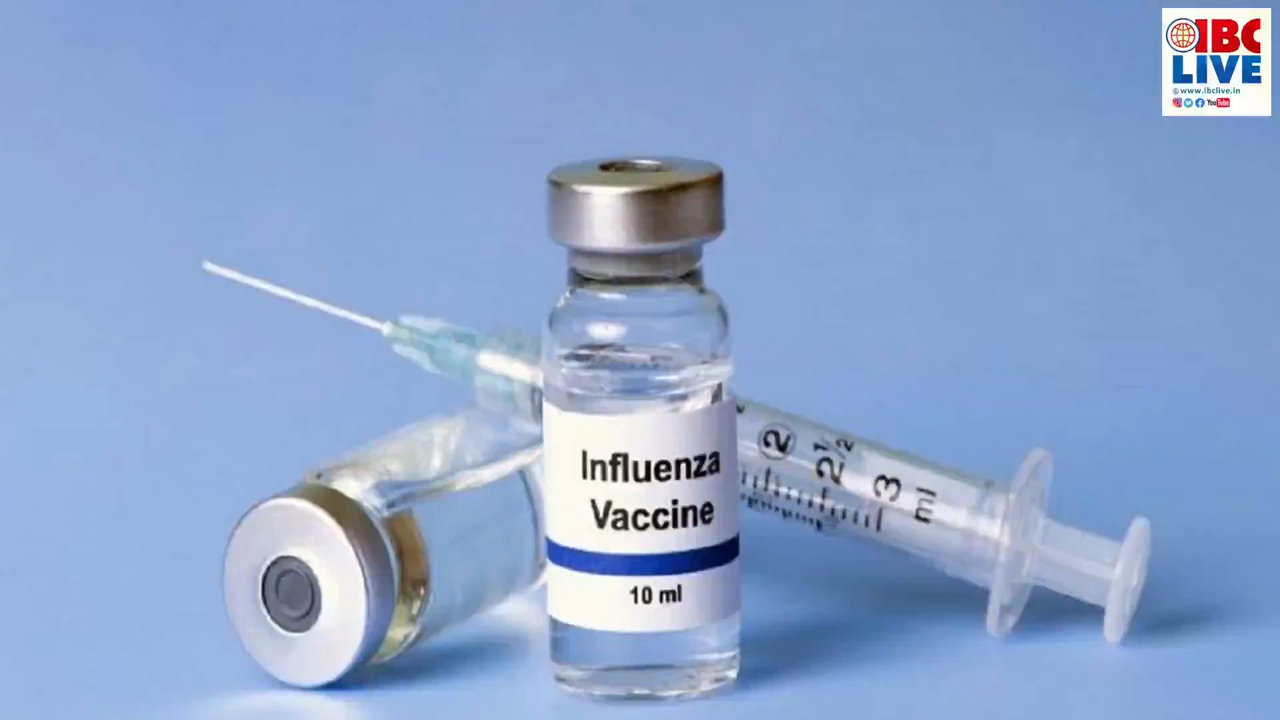 IBC
LIVE
www.ibclive.in
YouTube
Influenza
Vaccine
10 ml
2
2½
3
ml